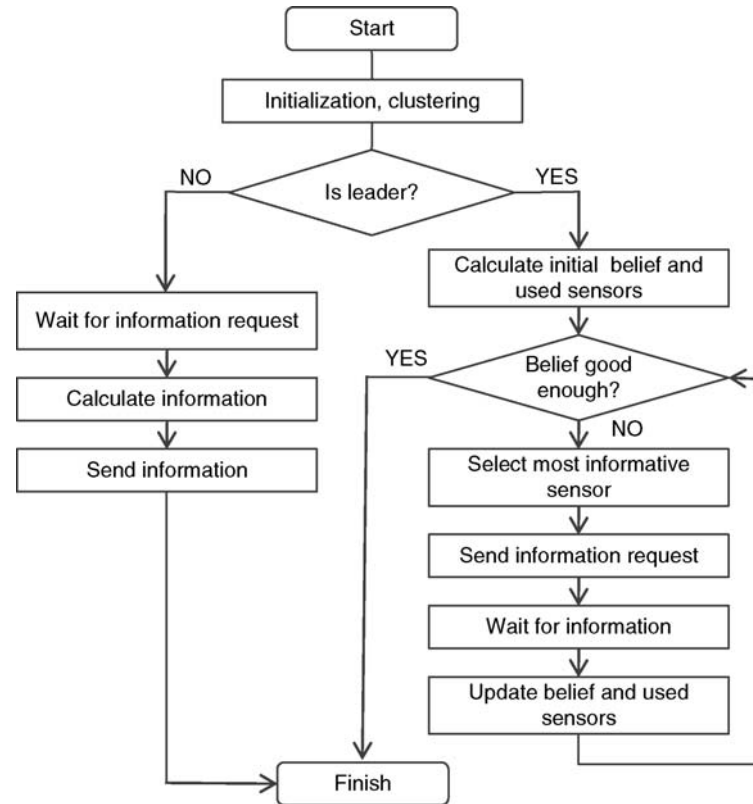 Start
Initialization, clustering
Is leader?
NO
YES
Wait for information request
Calculate information
Send information
Calculate initial belief and
used sensors
Belief good
enough?
YES
NO
Select most informative
sensor
Send information request
Wait for information
Update belief and used
sensors
Finish